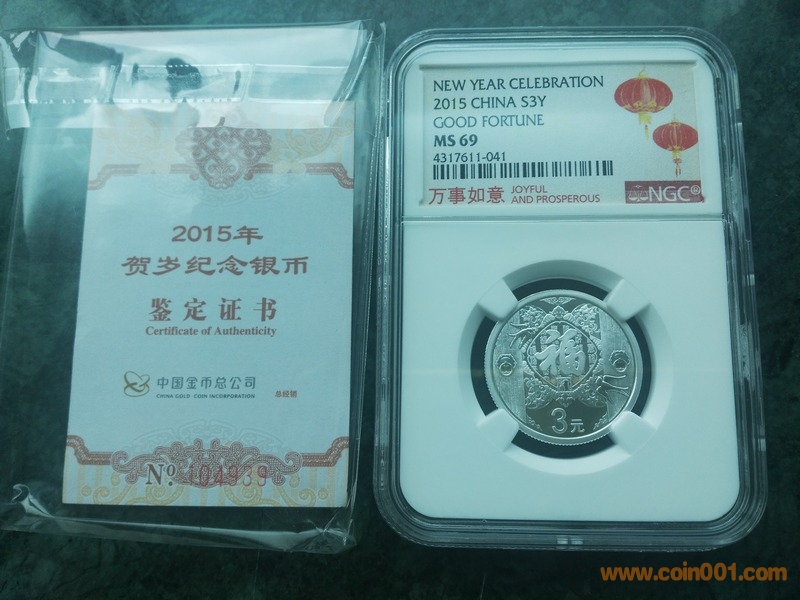 2015年
贺岁纪念银币
鉴定证书
Certificate of Authenticity
中国金币总公司
CHINA GOLD COIN INCORPORATION
总经销
№. 104939
NEW YEAR CELEBRATION
2015 CHINA S3Y
GOOD FORTUNE
MS 69
4317611-041
万事如意 JOYFUL
AND PROSPEROUS
NGC®
福
3元
www.coin001.com